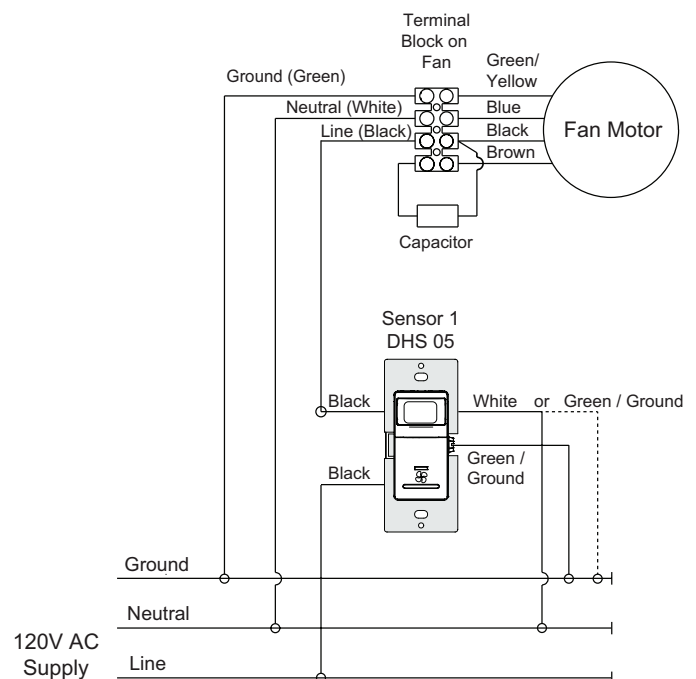 Terminal
Block on
Fan
Green/
Yellow
Ground (Green)
Neutral (White)
Blue
Line (Black)
Black
Fan Motor
Brown
Capacitor
Sensor 1
DHS 05
Black
White or Green / Ground
Black
Green /
Ground
Ground
Neutral
120V AC
Supply
Line